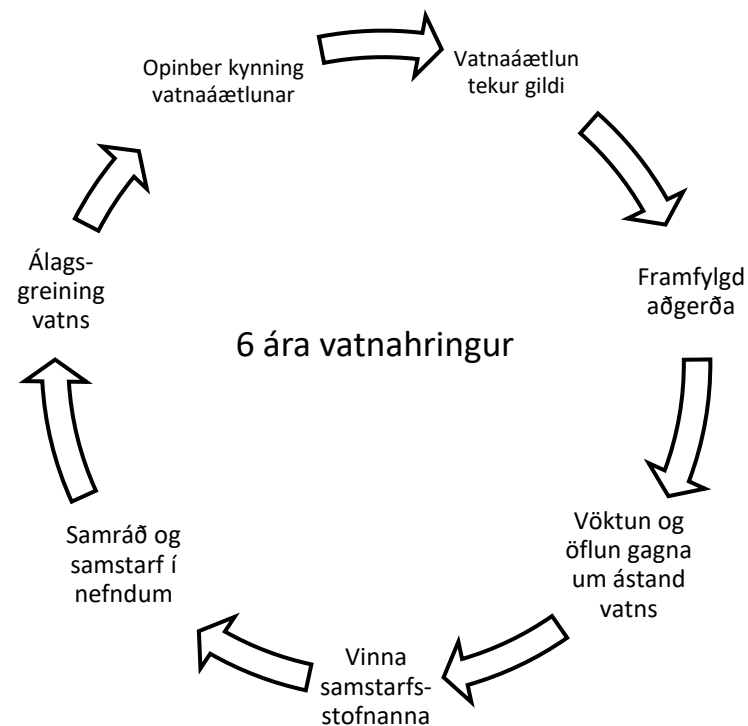 Opinber kynning
vatnaáætlunar
Vatnaáætlun
tekur gildi
Framfylgd
aðgerða
Vöktun og
öflun gagna
um ástand
vatns
Vinna
samstarfs-
stofnanna
Samráð og
samstarf í
nefndum
Álags-
greining
vatns
6 ára vatnahringur